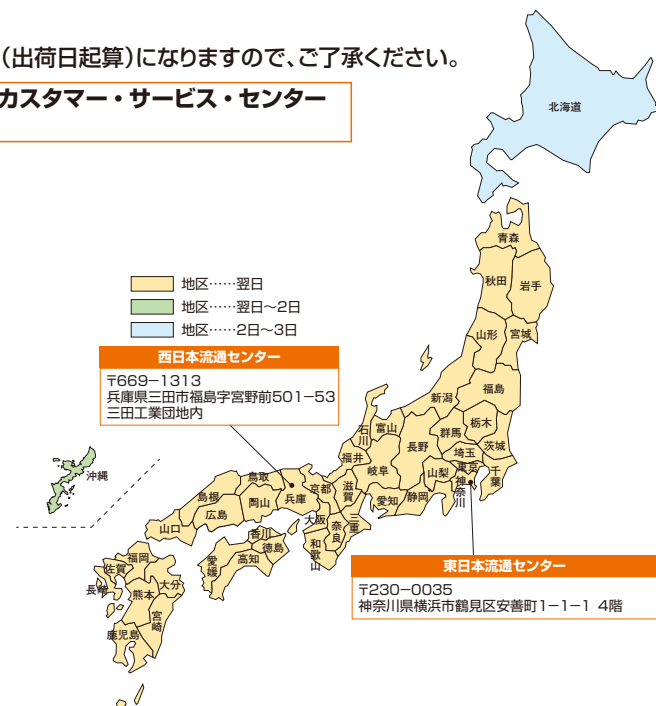 （出荷日起算）になりますので、ご了承ください。
カスタマー・サービス・センター
北海道
地区……翌日
地区……翌日〜2日
地区……2日〜3日
西日本流通センター
〒669−1313
兵庫県三田市福島字宮野前501−53
三田工業団地内
青森
秋田
岩手
山形
宮城
福島
新潟
栃木
群馬
茨城
埼玉
東京
千葉
神奈川
山梨
長野
富山
石川
福井
岐阜
静岡
愛知
滋賀
三重
京都
奈良
大阪
和歌山
兵庫
鳥取
岡山
島根
広島
山口
香川
徳島
高知
愛媛
福岡
佐賀
長崎
大分
熊本
宮崎
鹿児島
沖縄
東日本流通センター
〒230−0035
神奈川県横浜市鶴見区安善町1−1−1 4階